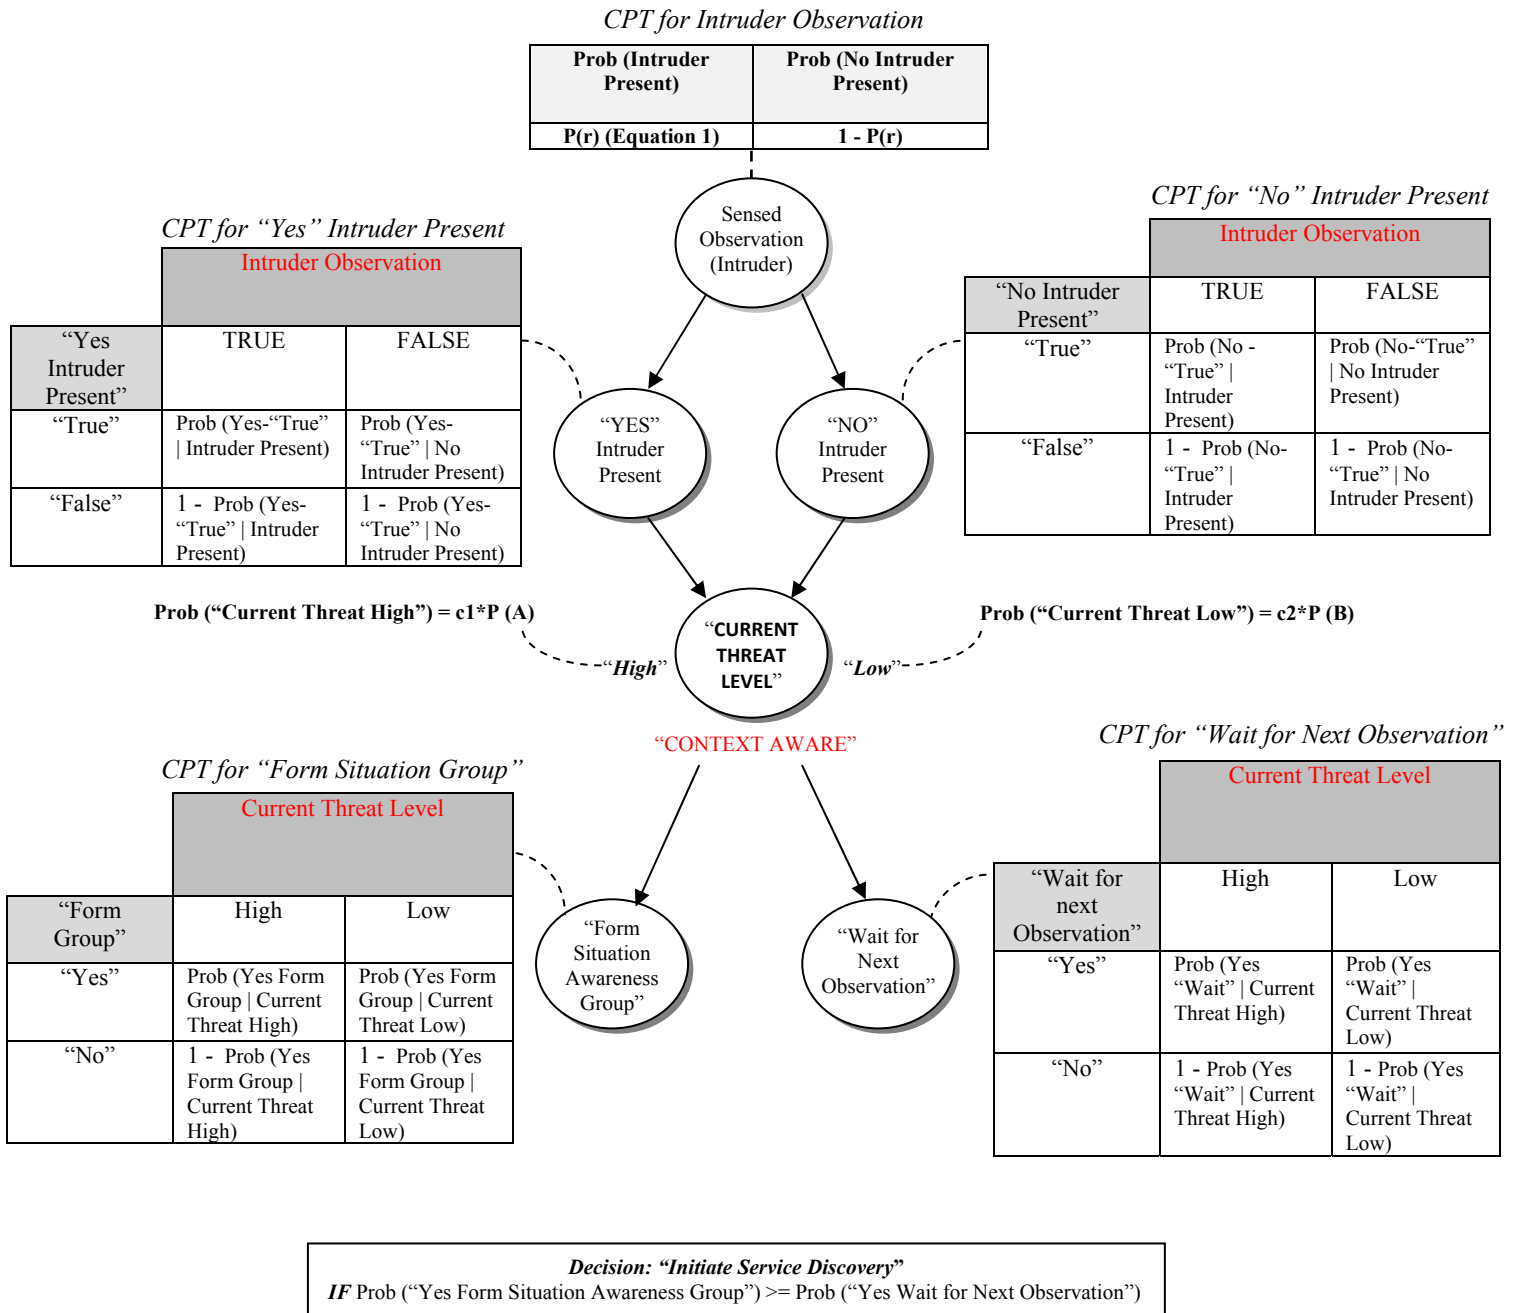 CPT for Intruder Observation
Prob (Intruder
Present)
Prob (No Intruder
Present)
P(r) (Equation 1)
1 - P(r)
Sensed
Observation
(Intruder)
CPT for “Yes” Intruder Present
Intruder Observation
“Yes
Intruder
Present”
TRUE
FALSE
“True”
Prob (Yes-“True”
| Intruder Present)
Prob (Yes-
“True” | No
Intruder Present)
“False”
1 - Prob (Yes-
“True” | Intruder
Present)
1 - Prob (Yes-
“True” | No
Intruder Present)
CPT for “No” Intruder Present
Intruder Observation
“No Intruder
Present”
TRUE
FALSE
“True”
Prob (No -
“True” |
Intruder
Present)
Prob (No-“True”
| No Intruder
Present)
“False”
1 - Prob (No-
“True” |
Intruder
Present)
1 - Prob (No-
“True” | No
Intruder Present)
“YES”
Intruder
Present
“NO”
Intruder
Present
Prob (“Current Threat High”) = c1*P (A)
Prob (“Current Threat Low”) = c2*P (B)
“High”
“CURRENT
THREAT
LEVEL”
“Low”
“CONTEXT AWARE”
CPT for “Form Situation Group”
Current Threat Level
“Form
Group”
High
Low
“Yes”
Prob (Yes Form
Group | Current
Threat High)
Prob (Yes Form
Group | Current
Threat Low)
“No”
1 - Prob (Yes
Form Group |
Current Threat
High)
1 - Prob (Yes
Form Group |
Current Threat
Low)
CPT for “Wait for Next Observation”
Current Threat Level
“Wait for
next
Observation”
High
Low
“Yes”
Prob (Yes
“Wait” | Current
Threat High)
Prob (Yes
“Wait” |
Current Threat
Low)
“No”
1 - Prob (Yes
“Wait” | Current
Threat High)
1 - Prob (Yes
“Wait” |
Current Threat
Low)
“Form
Situation
Awareness
Group”
“Wait for
Next
Observation”
Decision: “Initiate Service Discovery”
IF Prob (“Yes Form Situation Awareness Group”) >= Prob (“Yes Wait for Next Observation”)